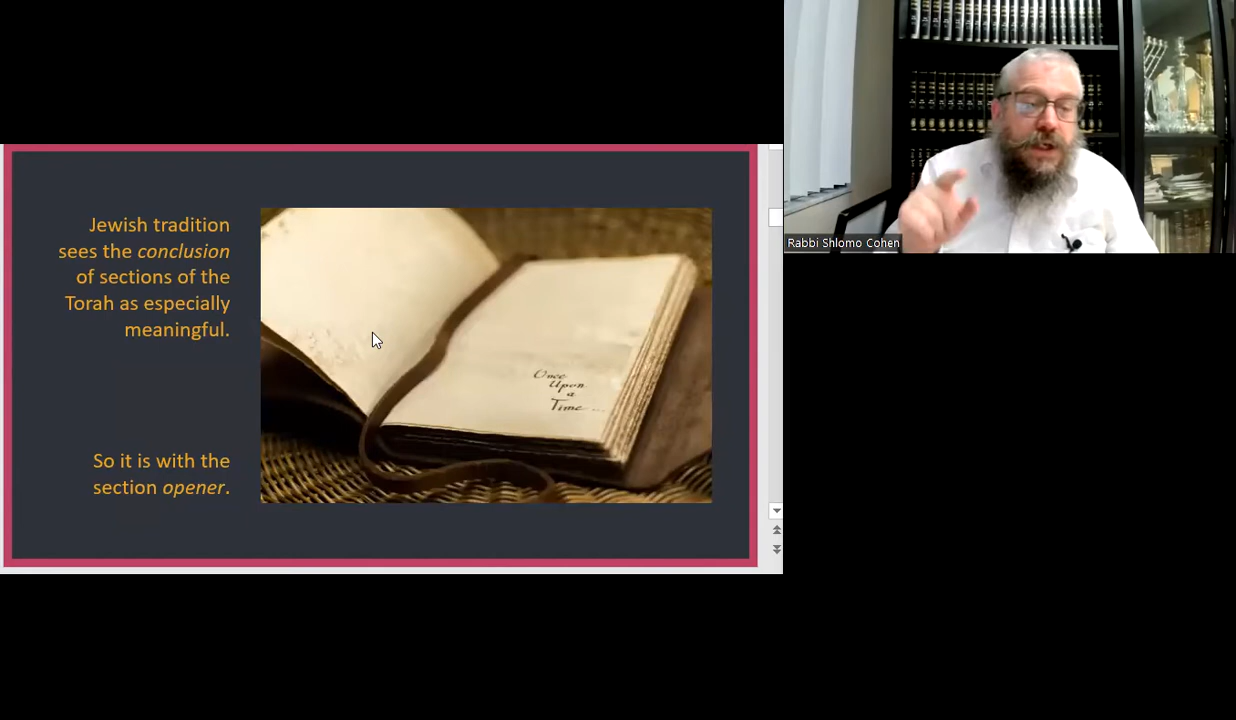 Jewish tradition
sees the conclusion
of sections of the
Torah as especially
meaningful.
So it is with the
section opener.
Once
Upon
a
Time...
Rabbi Shlomo Cohen